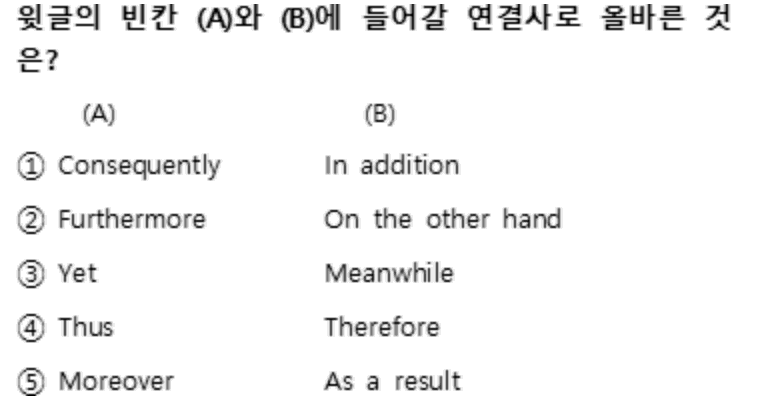 윗글의 빈칸 (A)와 (B)에 들어갈 연결사로 올바른 것
은?
(A) (B)
① Consequently In addition
② Furthermore On the other hand
③ Yet Meanwhile
④ Thus Therefore
⑤ Moreover As a result